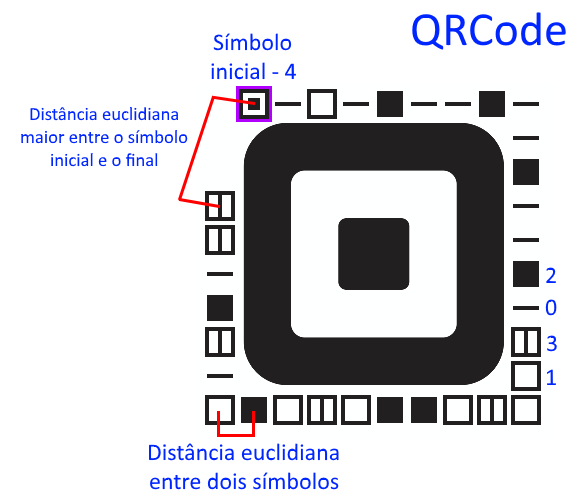 QRCode
Símbolo
inicial - 4
Distância euclidiana
maior entre o símbolo
inicial e o final
2
0
3
1
Distância euclidiana
entre dois símbolos